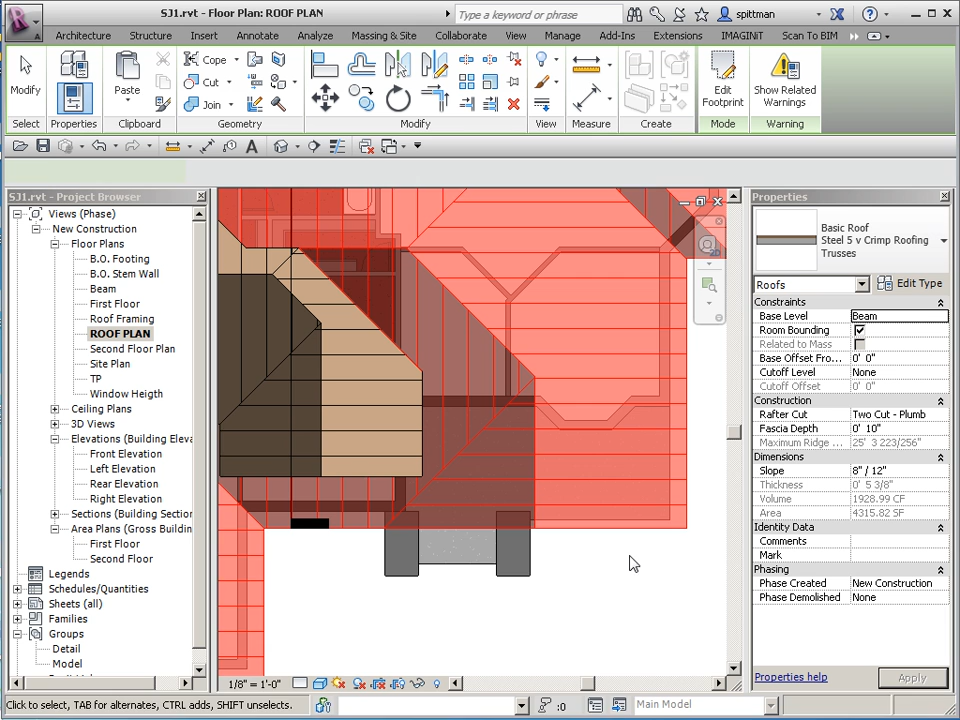 SJ1.rvt - Floor Plan: ROOF PLAN
Type a keyword or phrase
spittman
Architecture Structure Insert Annotate Analyze Massing & Site Collaborate View Manage Add-Ins Extensions IMAGINiT Scan To BIM
Modify
Paste
Cope
Cut
Join
Edit Footprint
Show Related Warnings
Select Properties Clipboard Geometry Modify View Measure Create Mode Warning
SJ1.rvt - Project Browser
Views (Phase)
New Construction
Floor Plans
B.O. Footing
B.O. Stem Wall
Beam
First Floor
Roof Framing
ROOF PLAN
Second Floor Plan
Site Plan
TP
Window Heigth
Ceiling Plans
3D Views
Elevations (Building Eleva
Front Elevation
Left Elevation
Rear Elevation
Right Elevation
Sections (Building Section
Area Plans (Gross Building
First Floor
Second Floor
Legends
Schedules/Quantities
Sheets (all)
Families
Groups
Detail
Model
2D
Properties
Basic Roof
Steel 5 v Crimp Roofing
Trusses
Roofs Edit Type
Constraints
Base Level Beam
Room Bounding
Related to Mass
Base Offset Fro... 0' 0"
Cutoff Level None
Cutoff Offset 0' 0"
Construction
Rafter Cut Two Cut - Plumb
Fascia Depth 0' 10"
Maximum Ridge ... 25' 3 223/256"
Dimensions
Slope 8" / 12"
Thickness 0' 5 3/8"
Volume 1928.99 CF
Area 4315.82 SF
Identity Data
Comments
Mark
Phasing
Phase Created New Construction
Phase Demolished None
Properties help Apply
1/8" = 1'-0"
Click to select, TAB for alternates, CTRL adds, SHIFT unselects.
:0
Main Model